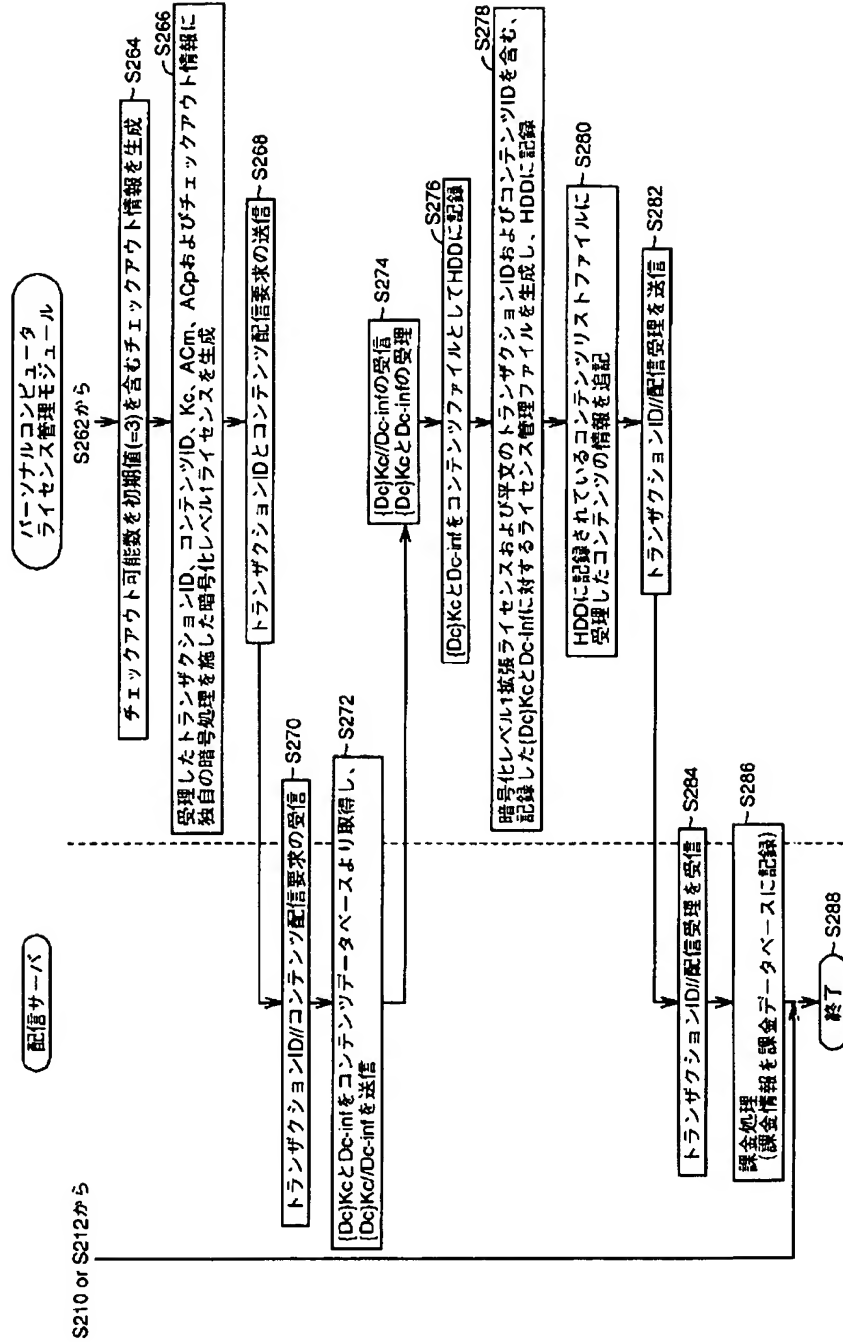 配信サーバ
パーソナルコンピュータ
ライセンス管理モジュール
S262から
チェックアウト可能数を初期値(=3)を含むチェックアウト情報を生成
S264
受理したトランザクションID、コンテンツID、Kc、ACm、ACpおよびチェックアウト情報に
独自の暗号処理を施した暗号化レベル1ライセンスを生成
S266
トランザクションIDとコンテンツ配信要求の送信
S268
トランザクションID//コンテンツ配信要求の受信
S270
{Dc}KcとDc-infをコンテンツデータベースより取得し、
{Dc}Kc//Dc-infを送信
S272
{Dc}Kc//Dc-infの受信
{Dc}KcとDc-infの受理
S274
{Dc}KcとDc-infをコンテンツファイルとしてHDDに記録
S276
暗号化レベル1拡張ライセンスおよび平文のトランザクションIDおよびコンテンツIDを含む、
記録した{Dc}KcとDc-infに対するライセンス管理ファイルを生成し、HDDに記録
S278
HDDに記録されているコンテンツリストファイルに
受理したコンテンツの情報を追記
S280
トランザクションID//配信受理を送信
S282
トランザクションID//配信受理を受信
S284
課金処理
(課金情報を課金データベースに記録)
S286
S210 or S212から
終了
S288